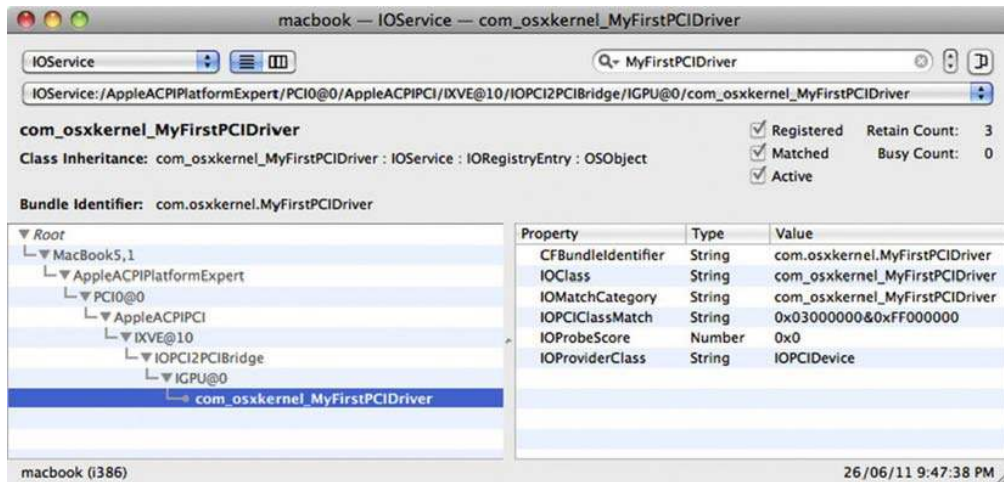 macbook — IOService — com_osxkernel_MyFirstPCIDriver
IOService
MyFirstPCIDriver
IOService:/AppleACPIPlatformExpert/PCI0@0/AppleACPIPCI/IXVE@10/IOPCI2PCIBridge/IGPU@0/com_osxkernel_MyFirstPCIDriver
com_osxkernel_MyFirstPCIDriver
Registered Retain Count: 3
Class Inheritance: com_osxkernel_MyFirstPCIDriver : IOService : IORegistryEntry : OSObject
Matched Busy Count: 0
Active
Bundle Identifier: com.osxkernel.MyFirstPCIDriver
Root
MacBook5,1
AppleACPIPlatformExpert
PCI0@0
AppleACPIPCI
IXVE@10
IOPCI2PCIBridge
IGPU@0
com_osxkernel_MyFirstPCIDriver
Property Type Value
CFBundleIdentifier String com.osxkernel.MyFirstPCIDriver
IOClass String com_osxkernel_MyFirstPCIDriver
IOMatchCategory String com_osxkernel_MyFirstPCIDriver
IOPCIClassMatch String 0x03000000&0xFF000000
IOProbeScore Number 0x0
IOProviderClass String IOPCIDevice
macbook (i386)
26/06/11 9:47:38 PM